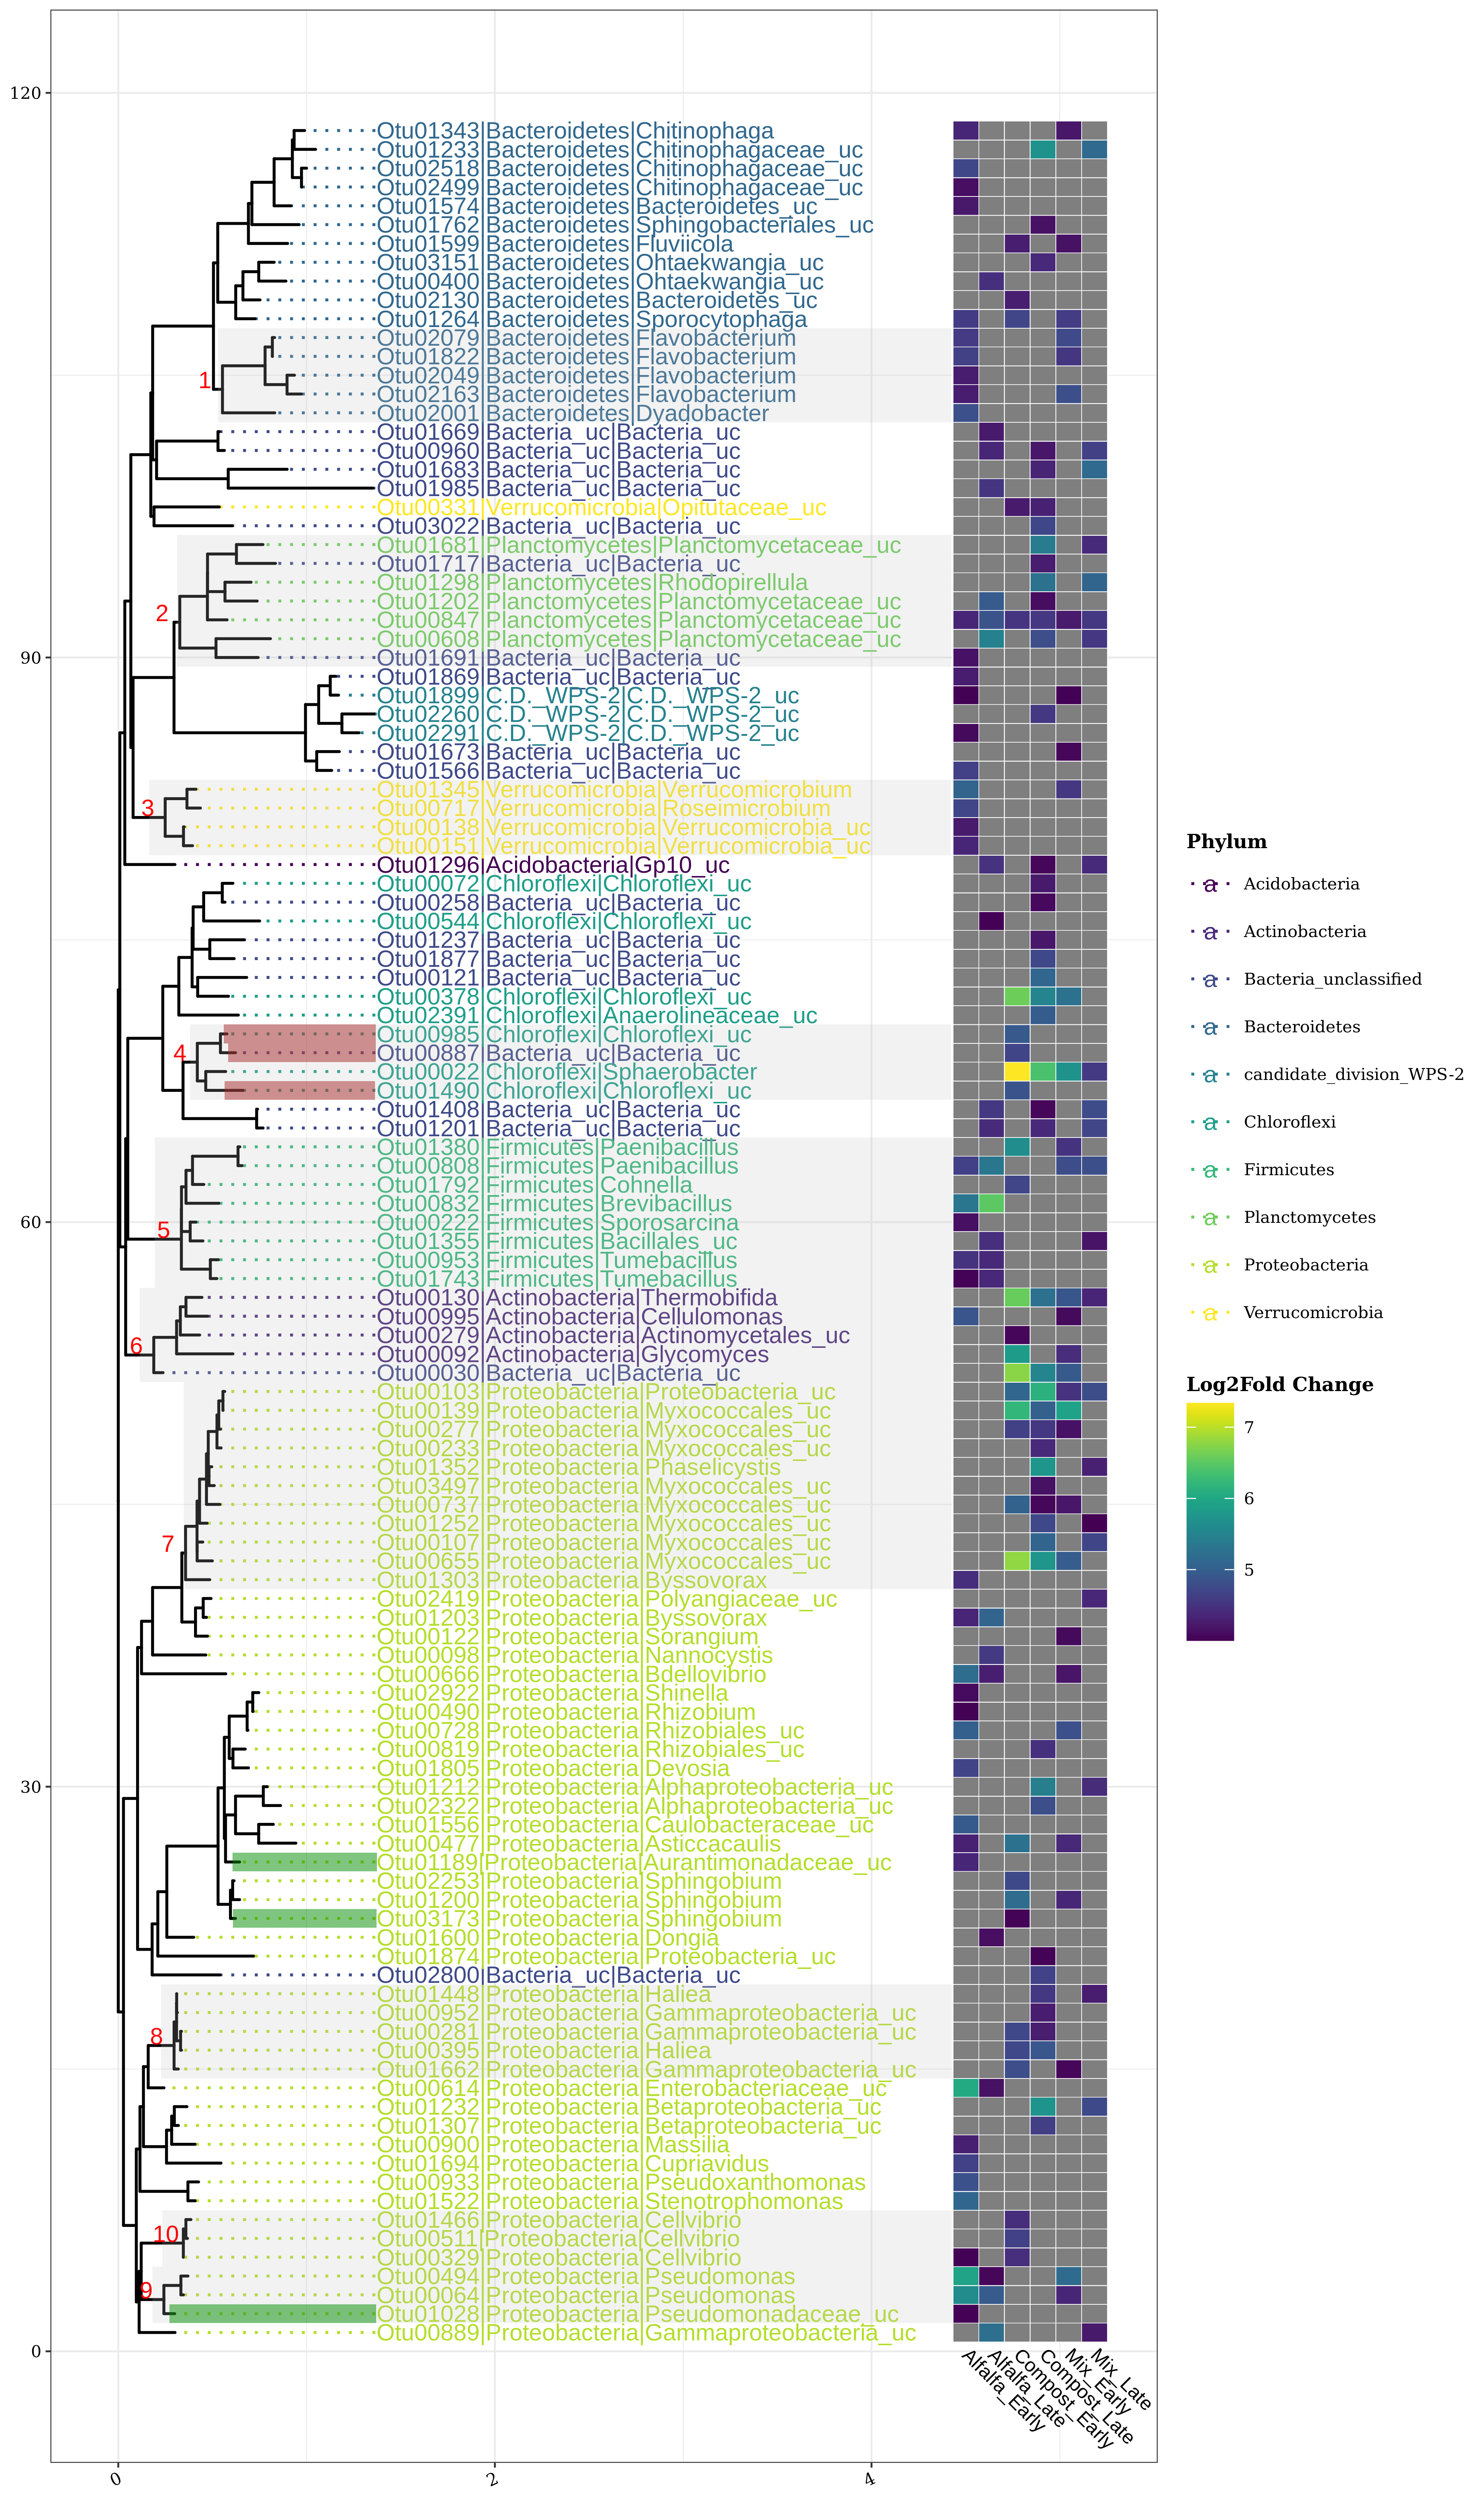 120
90
60
30
0
Otu01343|Bacteroidetes|Chitinophaga
Otu01233|Bacteroidetes|Chitinophagaceae_uc
Otu02518|Bacteroidetes|Chitinophagaceae_uc
Otu02499|Bacteroidetes|Chitinophagaceae_uc
Otu01574|Bacteroidetes|Bacteroidetes_uc
Otu01762|Bacteroidetes|Sphingobacteriales_uc
Otu01599|Bacteroidetes|Fluviicola
Otu03151|Bacteroidetes|Ohtaekwangia_uc
Otu00400|Bacteroidetes|Ohtaekwangia_uc
Otu02130|Bacteroidetes|Bacteroidetes_uc
Otu01264|Bacteroidetes|Sporocytophaga
Otu02079|Bacteroidetes|Flavobacterium
Otu01822|Bacteroidetes|Flavobacterium
1
Otu02049|Bacteroidetes|Flavobacterium
Otu02163|Bacteroidetes|Flavobacterium
Otu02001|Bacteroidetes|Dyadobacter
Otu01669|Bacteria_uc|Bacteria_uc
Otu00960|Bacteria_uc|Bacteria_uc
Otu01683|Bacteria_uc|Bacteria_uc
Otu01985|Bacteria_uc|Bacteria_uc
Otu00331|Verrucomicrobia|Opitutaceae_uc
Otu03022|Bacteria_uc|Bacteria_uc
Otu01681|Planctomycetes|Planctomycetaceae_uc
Otu01717|Bacteria_uc|Bacteria_uc
Otu01298|Planctomycetes|Rhodopirellula
Otu01202|Planctomycetes|Planctomycetaceae_uc
2
Otu00847|Planctomycetes|Planctomycetaceae_uc
Otu00608|Planctomycetes|Planctomycetaceae_uc
Otu01691|Bacteria_uc|Bacteria_uc
Otu01869|Bacteria_uc|Bacteria_uc
Otu01899|C.D._WPS-2|C.D._WPS-2_uc
Otu02260|C.D._WPS-2|C.D._WPS-2_uc
Otu02291|C.D._WPS-2|C.D._WPS-2_uc
Otu01673|Bacteria_uc|Bacteria_uc
Otu01566|Bacteria_uc|Bacteria_uc
Otu01345|Verrucomicrobia|Verrucomicrobium
3
Otu00717|Verrucomicrobia|Roseimicrobium
Otu00138|Verrucomicrobia|Verrucomicrobia_uc
Otu00151|Verrucomicrobia|Verrucomicrobia_uc
Otu01296|Acidobacteria|Gp10_uc
Otu00072|Chloroflexi|Chloroflexi_uc
Otu00258|Bacteria_uc|Bacteria_uc
Otu00544|Chloroflexi|Chloroflexi_uc
Otu01237|Bacteria_uc|Bacteria_uc
Otu01877|Bacteria_uc|Bacteria_uc
Otu00121|Bacteria_uc|Bacteria_uc
Otu00378|Chloroflexi|Chloroflexi_uc
Otu02391|Chloroflexi|Anaerolineaceae_uc
Otu00985|Chloroflexi|Chloroflexi_uc
4
Otu00887|Bacteria_uc|Bacteria_uc
Otu00022|Chloroflexi|Sphaerobacter
Otu01490|Chloroflexi|Chloroflexi_uc
Otu01408|Bacteria_uc|Bacteria_uc
Otu01201|Bacteria_uc|Bacteria_uc
Otu01380|Firmicutes|Paenibacillus
Otu00808|Firmicutes|Paenibacillus
Otu01792|Firmicutes|Cohnella
Otu00832|Firmicutes|Brevibacillus
Otu00222|Firmicutes|Sporosarcina
5
Otu01355|Firmicutes|Bacillales_uc
Otu00953|Firmicutes|Tumebacillus
Otu01743|Firmicutes|Tumebacillus
Otu00130|Actinobacteria|Thermobifida
Otu00995|Actinobacteria|Cellulomonas
Otu00279|Actinobacteria|Actinomycetales_uc
6
Otu00092|Actinobacteria|Glycomyces
Otu00030|Bacteria_uc|Bacteria_uc
Otu00103|Proteobacteria|Proteobacteria_uc
Otu00139|Proteobacteria|Myxococcales_uc
Otu00277|Proteobacteria|Myxococcales_uc
Otu00233|Proteobacteria|Myxococcales_uc
Otu01352|Proteobacteria|Phaselicystis
Otu03497|Proteobacteria|Myxococcales_uc
Otu00737|Proteobacteria|Myxococcales_uc
Otu01252|Proteobacteria|Myxococcales_uc
7
Otu00107|Proteobacteria|Myxococcales_uc
Otu00655|Proteobacteria|Myxococcales_uc
Otu01303|Proteobacteria|Byssovorax
Otu02419|Proteobacteria|Polyangiaceae_uc
Otu01203|Proteobacteria|Byssovorax
Otu00122|Proteobacteria|Sorangium
Otu00098|Proteobacteria|Nannocystis
Otu00666|Proteobacteria|Bdellovibrio
Otu02922|Proteobacteria|Shinella
Otu00490|Proteobacteria|Rhizobium
Otu00728|Proteobacteria|Rhizobiales_uc
Otu00819|Proteobacteria|Rhizobiales_uc
Otu01805|Proteobacteria|Devosia
Otu01212|Proteobacteria|Alphaproteobacteria_uc
Otu02322|Proteobacteria|Alphaproteobacteria_uc
Otu01556|Proteobacteria|Caulobacteraceae_uc
Otu00477|Proteobacteria|Asticcacaulis
Otu01189|Proteobacteria|Aurantimonadaceae_uc
Otu02253|Proteobacteria|Sphingobium
Otu01200|Proteobacteria|Sphingobium
Otu03173|Proteobacteria|Sphingobium
Otu01600|Proteobacteria|Dongia
Otu01874|Proteobacteria|Proteobacteria_uc
Otu02800|Bacteria_uc|Bacteria_uc
Otu01448|Proteobacteria|Haliea
Otu00952|Proteobacteria|Gammaproteobacteria_uc
Otu00281|Proteobacteria|Gammaproteobacteria_uc
8
Otu00395|Proteobacteria|Haliea
Otu01662|Proteobacteria|Gammaproteobacteria_uc
Otu00614|Proteobacteria|Enterobacteriaceae_uc
Otu01232|Proteobacteria|Betaproteobacteria_uc
Otu01307|Proteobacteria|Betaproteobacteria_uc
Otu00900|Proteobacteria|Massilia
Otu01694|Proteobacteria|Cupriavidus
Otu00933|Proteobacteria|Pseudoxanthomonas
Otu01522|Proteobacteria|Stenotrophomonas
Otu01466|Proteobacteria|Cellvibrio
10
Otu00511|Proteobacteria|Cellvibrio
Otu00329|Proteobacteria|Cellvibrio
Otu00494|Proteobacteria|Pseudomonas
9
Otu00064|Proteobacteria|Pseudomonas
Otu01028|Proteobacteria|Pseudomonadaceae_uc
Otu00889|Proteobacteria|Gammaproteobacteria_uc
Alfalfa_Early
Alfalfa_Late
Compost_Early
Compost_Late
Mix_Early
Mix_Late
0
2
4
Phylum
a Acidobacteria
a Actinobacteria
a Bacteria_unclassified
a Bacteroidetes
a candidate_division_WPS-2
a Chloroflexi
a Firmicutes
a Planctomycetes
a Proteobacteria
a Verrucomicrobia
Log2Fold Change
7
6
5